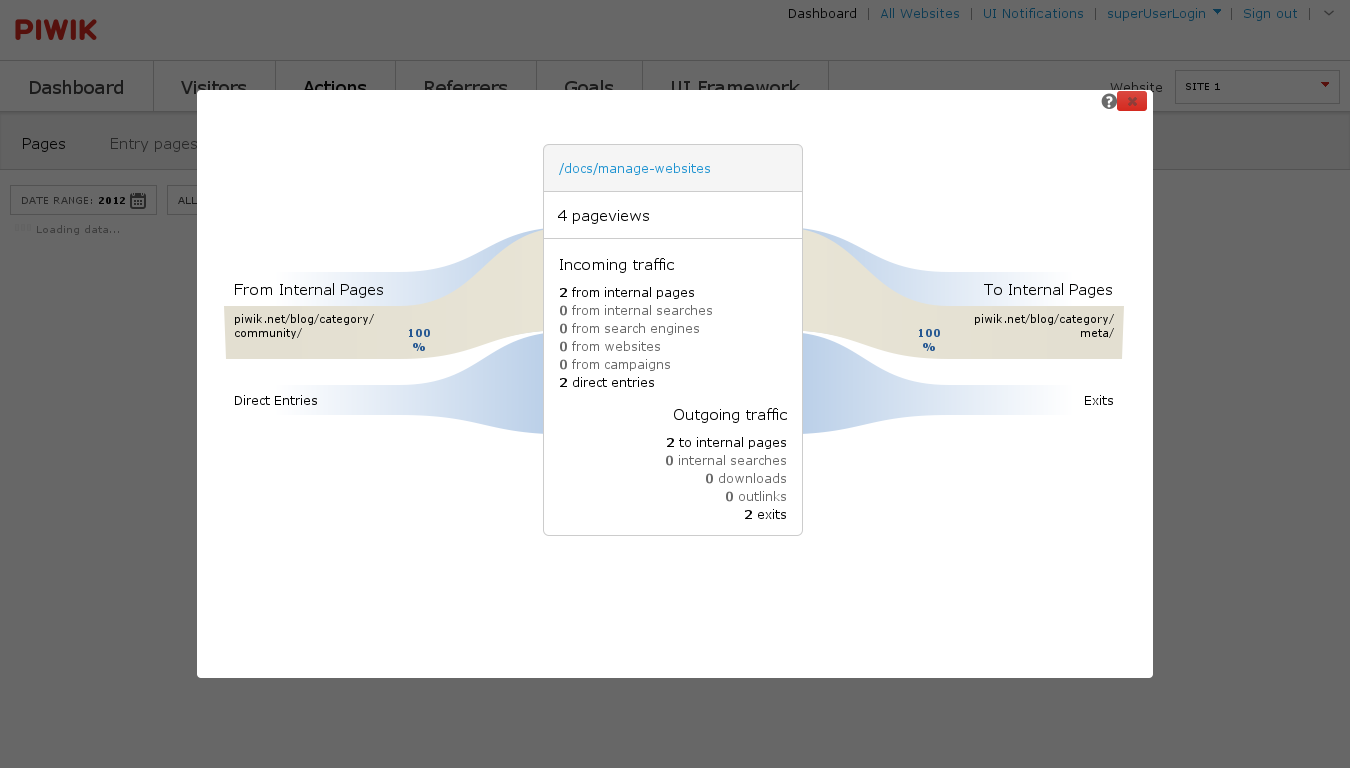 PIWIK
Dashboard | All Websites | UI Notifications | superUserLogin | Sign out |
Dashboard Visitors Actions Referrers Goals UI Framework
Website SITE 1
Pages Entry pages
DATE RANGE: 2012
ALL
Loading data...
/docs/manage-websites
4 pageviews
Incoming traffic
2 from internal pages
0 from internal searches
0 from search engines
0 from websites
0 from campaigns
2 direct entries
Outgoing traffic
2 to internal pages
0 internal searches
0 downloads
0 outlinks
2 exits
From Internal Pages
piwik.net/blog/category/
community/
100
%
Direct Entries
To Internal Pages
piwik.net/blog/category/
meta/
100
%
Exits